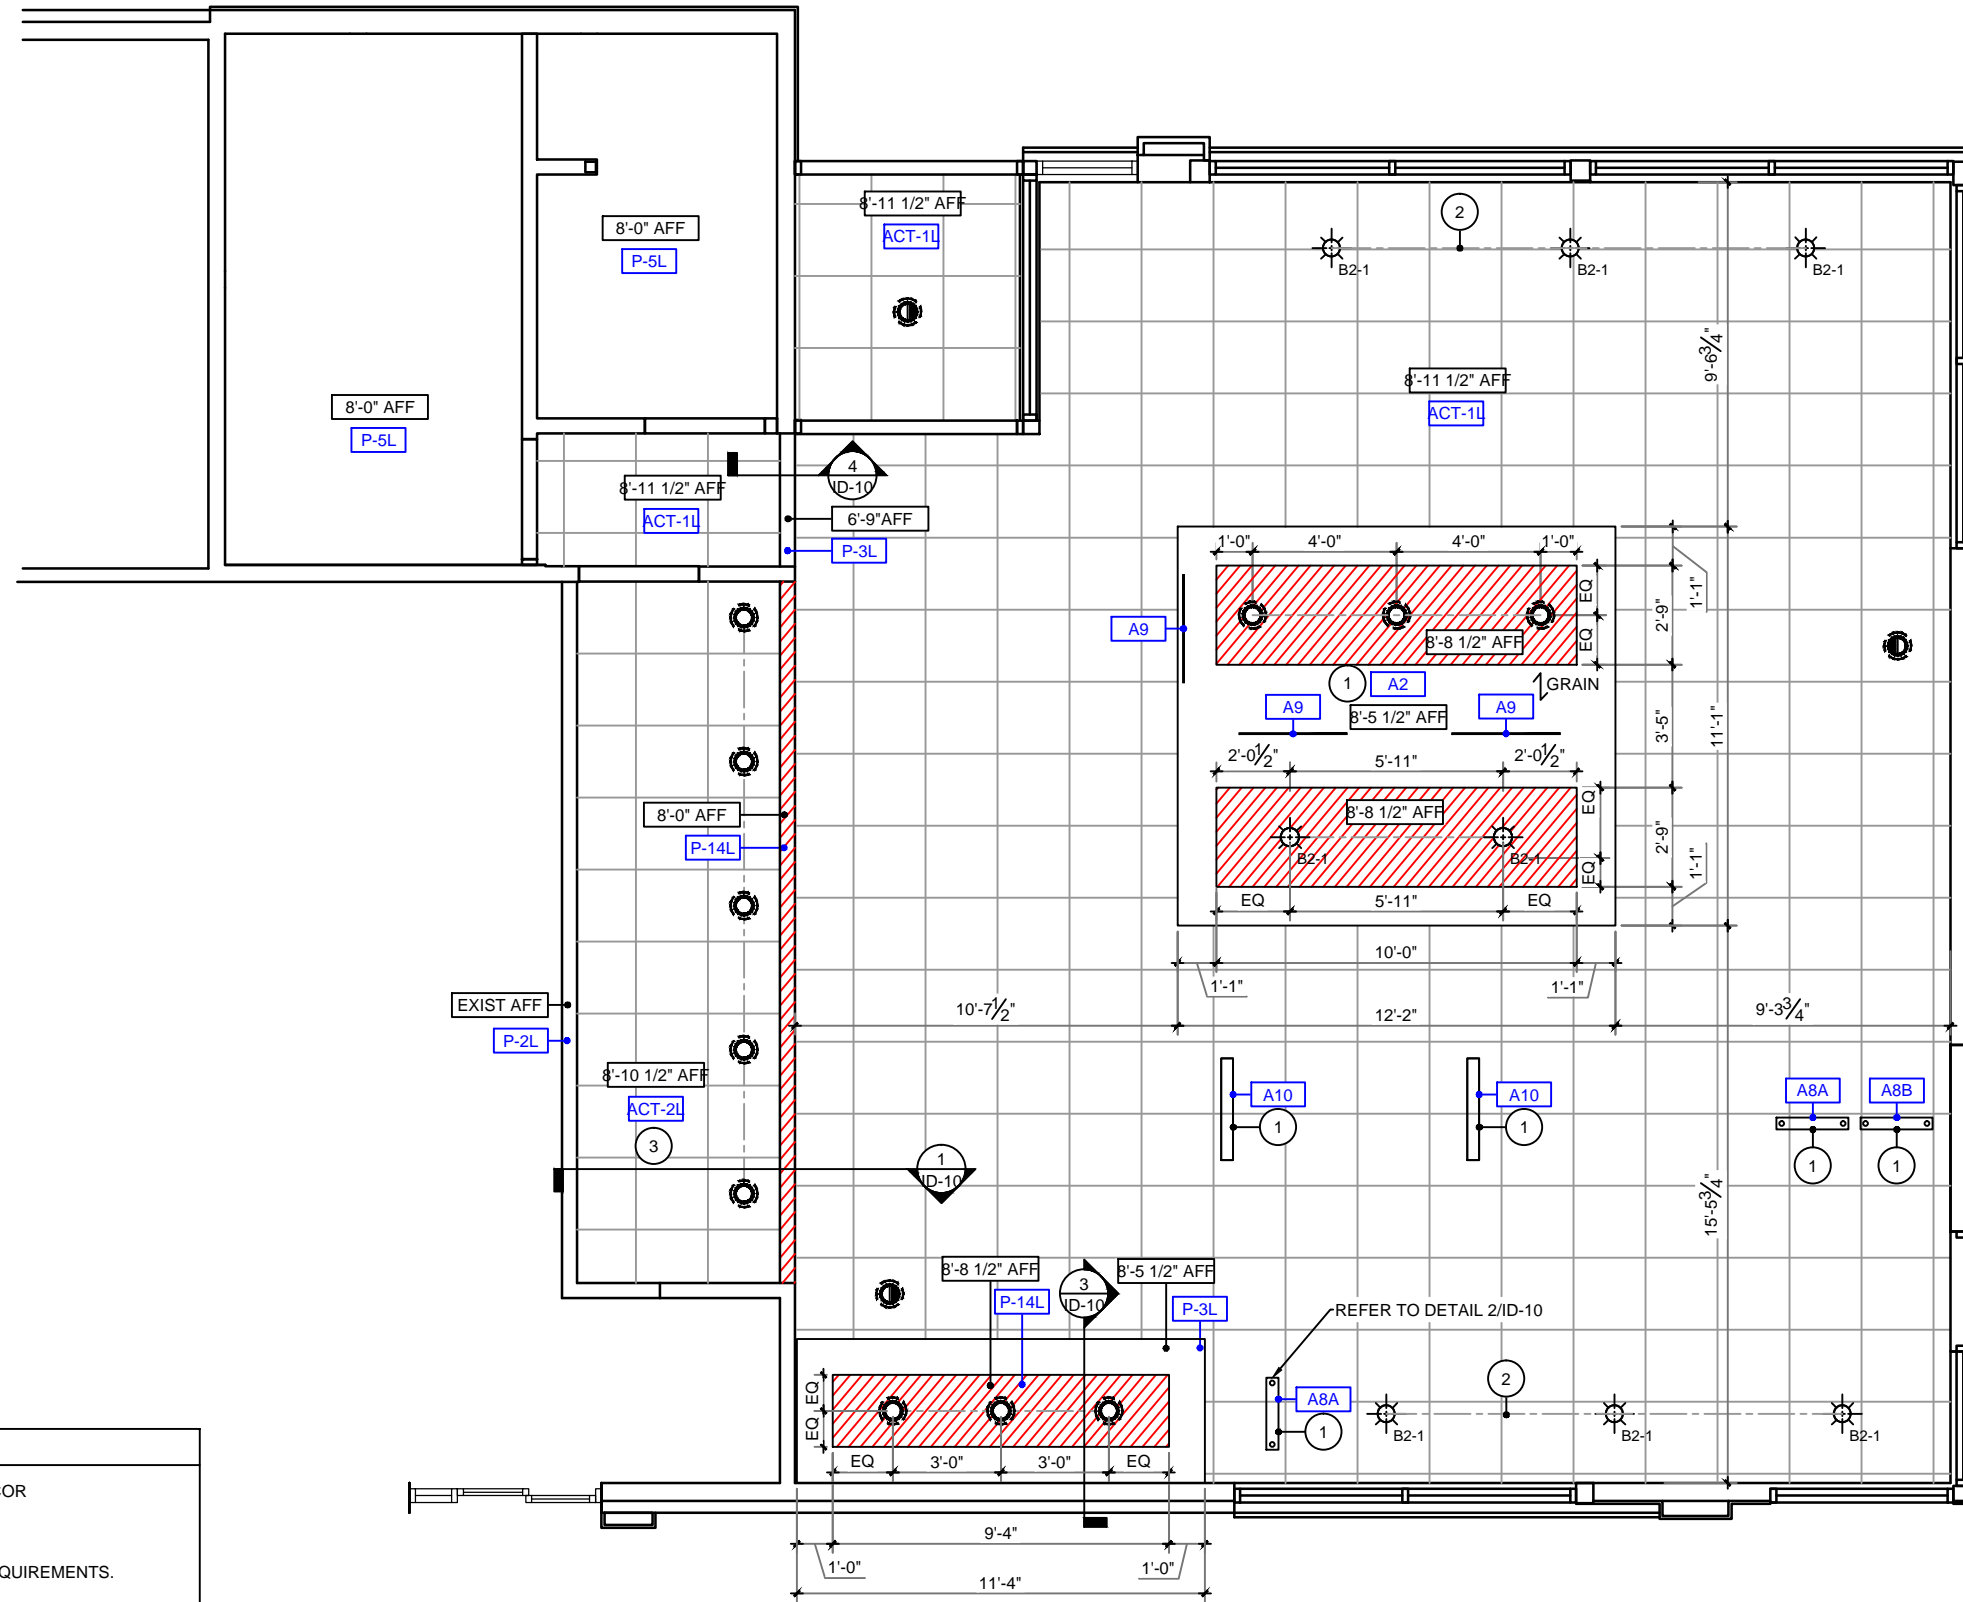 8'-11 1/2" AFF
ACT-1L
2
B2-1
B2-1
B2-1
8'-0" AFF
P-5L
9'-6 3/4"
8'-11 1/2" AFF
ACT-1L
8'-0" AFF
P-5L
4
ID-10
8'-11 1/2" AFF
ACT-1L
6'-9"AFF
P-3L
1'-0"
4'-0"
4'-0"
1'-0"
EQ
EQ
1'-1"
2'-9"
A9
8'-8 1/2" AFF
1
A2
GRAIN
A9
8'-5 1/2" AFF
A9
3'-5"
11'-1"
2'-0 1/2"
5'-11"
2'-0 1/2"
8'-8 1/2" AFF
EQ
EQ
B2-1
B2-1
2'-9"
1'-1"
8'-0" AFF
P-14L
EQ
5'-11"
EQ
10'-0"
1'-1"
1'-1"
EXIST AFF
P-2L
10'-7 1/2"
12'-2"
9'-3 3/4"
8'-10 1/2" AFF
ACT-2L
3
A10
1
A10
1
A8A
A8B
1
1
1
ID-10
15'-5 3/4"
8'-8 1/2" AFF
P-14L
3
ID-10
8'-5 1/2" AFF
P-3L
REFER TO DETAIL 2/ID-10
EQ
EQ
A8A
1
2
B2-1
B2-1
B2-1
EQ
3'-0"
3'-0"
EQ
9'-4"
1'-0"
1'-0"
11'-4"
OR
QUIREMENTS.